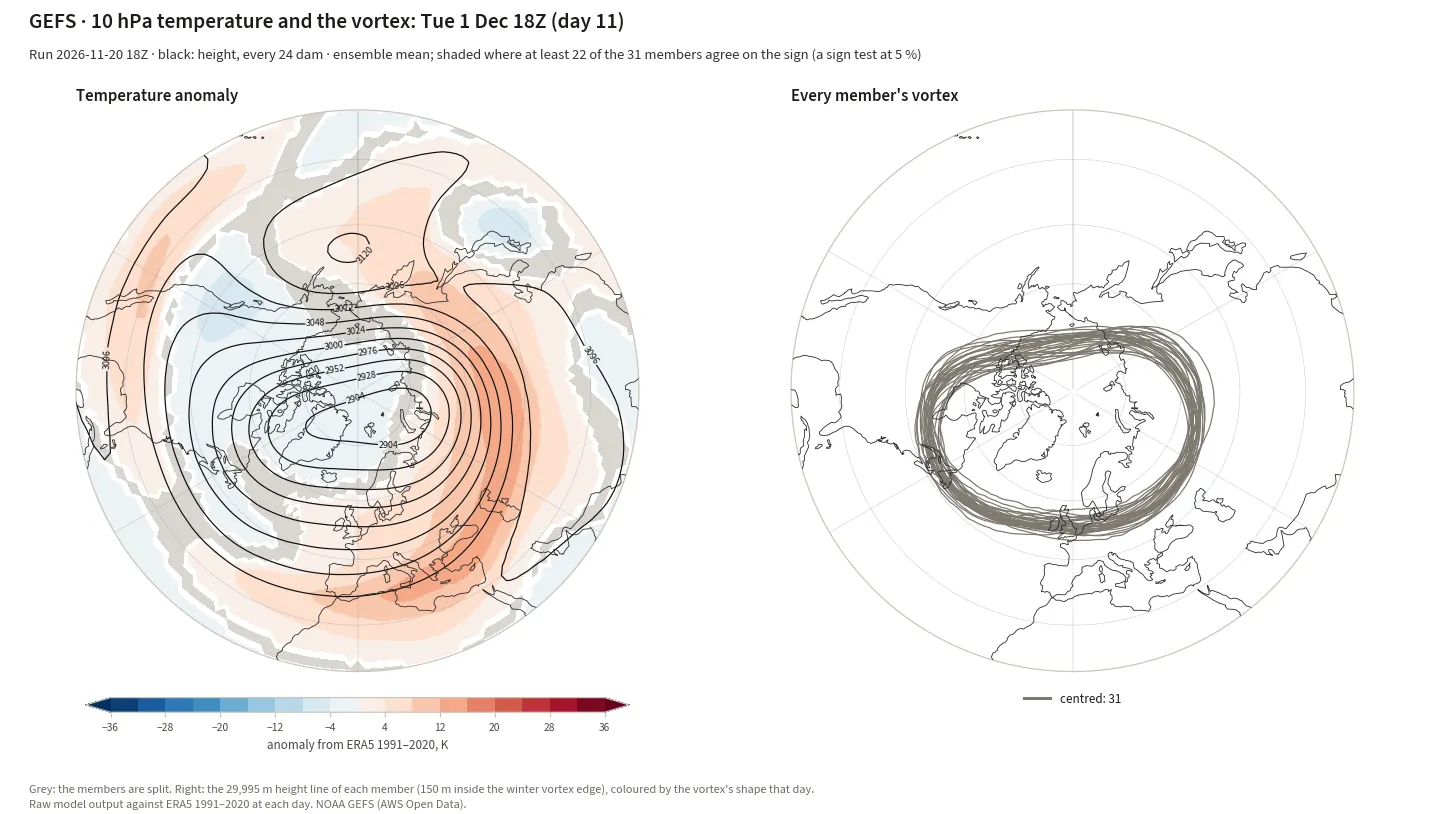 GEFS · 10 hPa temperature and the vortex: Tue 1 Dec 18Z (day 11)
Run 2026-11-20 18Z · black: height, every 24 dam · ensemble mean; shaded where at least 22 of the 31 members agree on the sign (a sign test at 5 %)
Temperature anomaly
Every member's vortex
3120
3096
3072
3048
3024
3000
2976
2952
2928
2904
2904
3096
3096
−36 −28 −20 −12 −4 4 12 20 28 36
anomaly from ERA5 1991–2020, K
centred: 31
Grey: the members are split. Right: the 29,995 m height line of each member (150 m inside the winter vortex edge), coloured by the vortex's shape that day.
Raw model output against ERA5 1991–2020 at each day. NOAA GEFS (AWS Open Data).